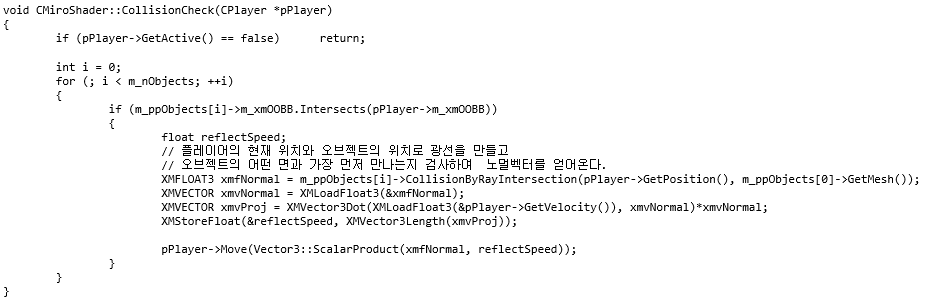 void CMiroShader::CollisionCheck(CPlayer *pPlayer)
{
        if (pPlayer->GetActive() == false)      return;

        int i = 0;
        for (; i < m_nObjects; ++i)
        {
                if (m_ppObjects[i]->m_xmOOBB.Intersects(pPlayer->m_xmOOBB))
                {
                        float reflectSpeed;
                        // 플레이어의 현재 위치와 오브젝트의 위치로 광선을 만들고
                        // 오브젝트의 어떤 면과 가장 먼저 만나는지 검사하여  노멀벡터를 얻어온다.
                        XMFLOAT3 xmfNormal = m_ppObjects[i]->CollisionByRayIntersection(pPlayer->GetPosition(), m_ppObjects[0]->GetMesh());
                        XMVECTOR xmvNormal = XMLoadFloat3(&xmfNormal);
                        XMVECTOR xmvProj = XMVector3Dot(XMLoadFloat3(&pPlayer->GetVelocity()), xmvNormal)*xmvNormal;
                        XMStoreFloat(&reflectSpeed, XMVector3Length(xmvProj));

                        pPlayer->Move(Vector3::ScalarProduct(xmfNormal, reflectSpeed));
                }
        }
}